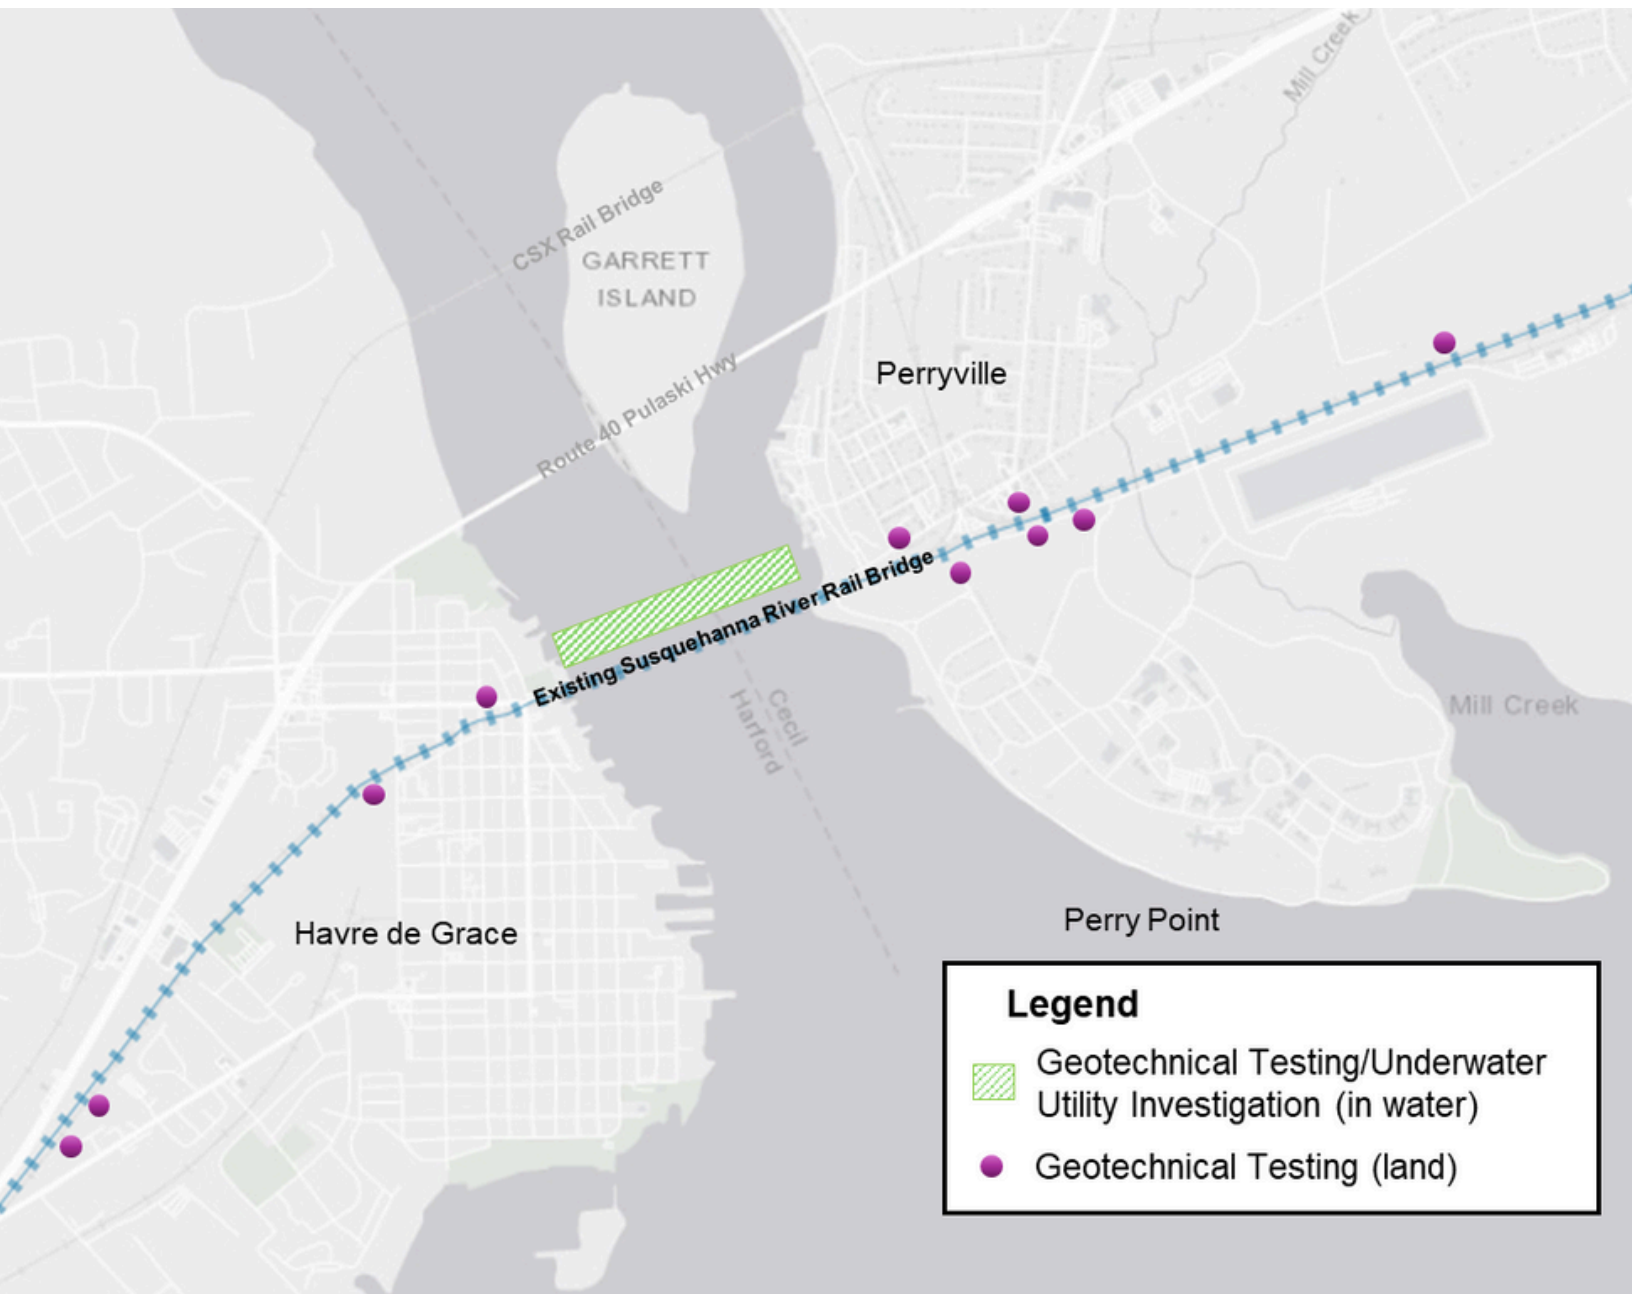 Mill Creek
CSX Rail Bridge
GARRETT
ISLAND
Route 40 Pulaski Hwy
Perryville
Existing Susquehanna River Rail Bridge
Cecil
Harford
Mill Creek
Havre de Grace
Perry Point
Legend
Geotechnical Testing/Underwater
Utility Investigation (in water)
Geotechnical Testing (land)